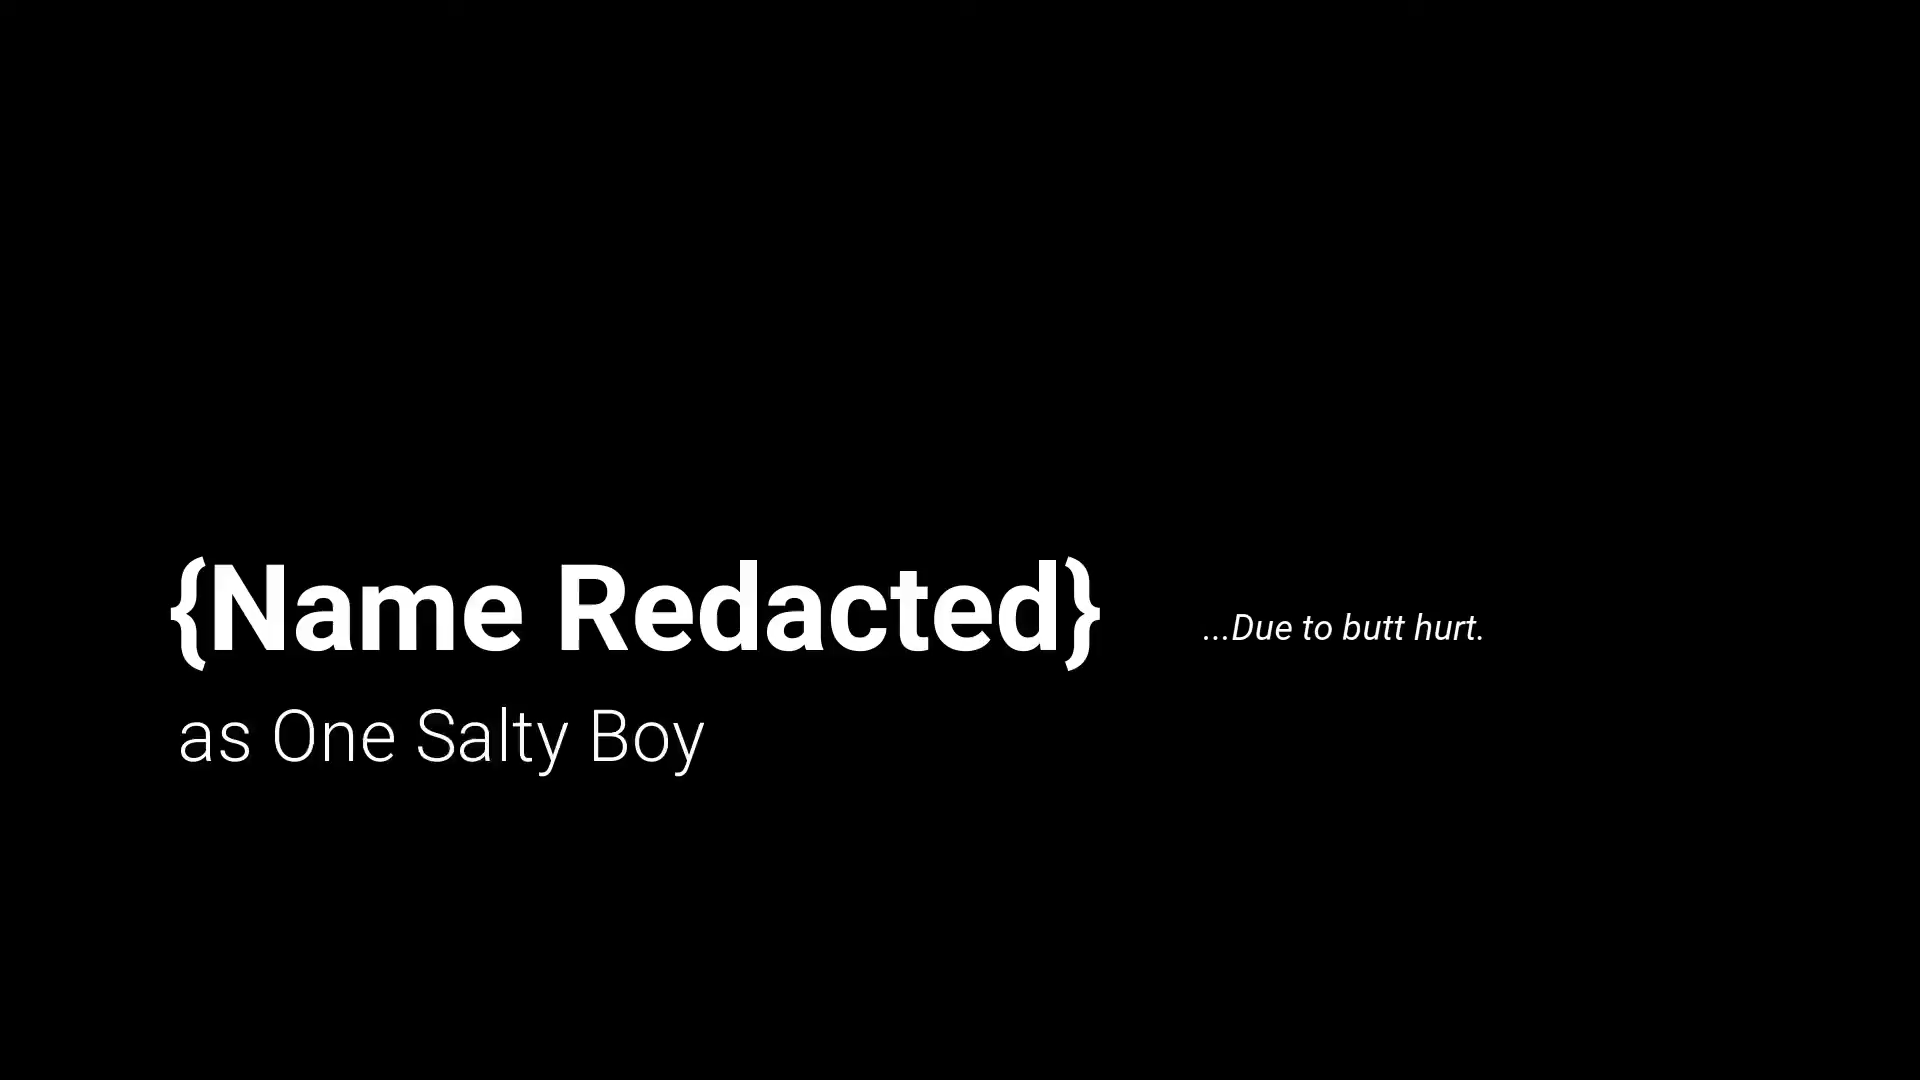 {Name Redacted} ...Due to butt hurt.
as One Salty Boy